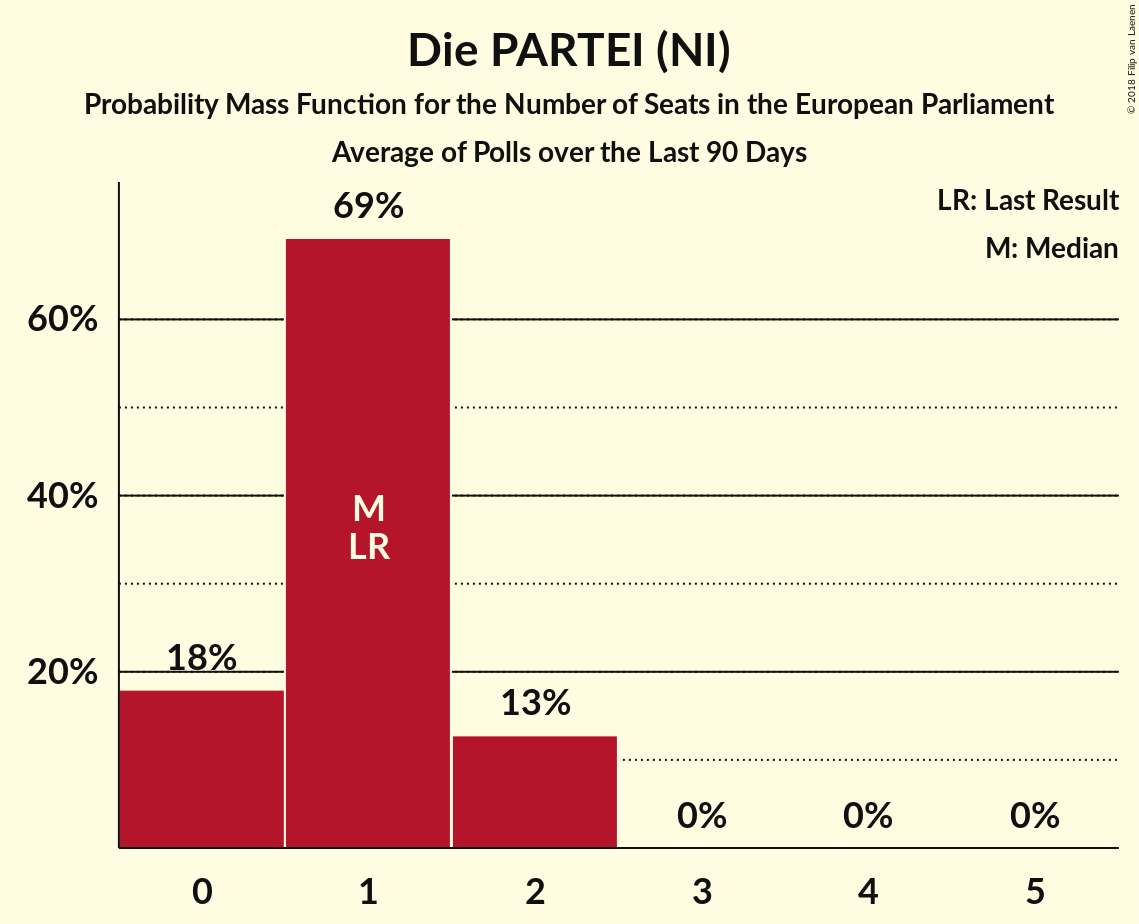 Die PARTEI (NI)
Probability Mass Function for the Number of Seats in the European Parliament
Average of Polls over the Last 90 Days
© 2018 Filip van Laenen
LR: Last Result
M: Median
69%
60%
40%
M
LR
20%
18%
13%
0%
0%
0%
0
1
2
3
4
5